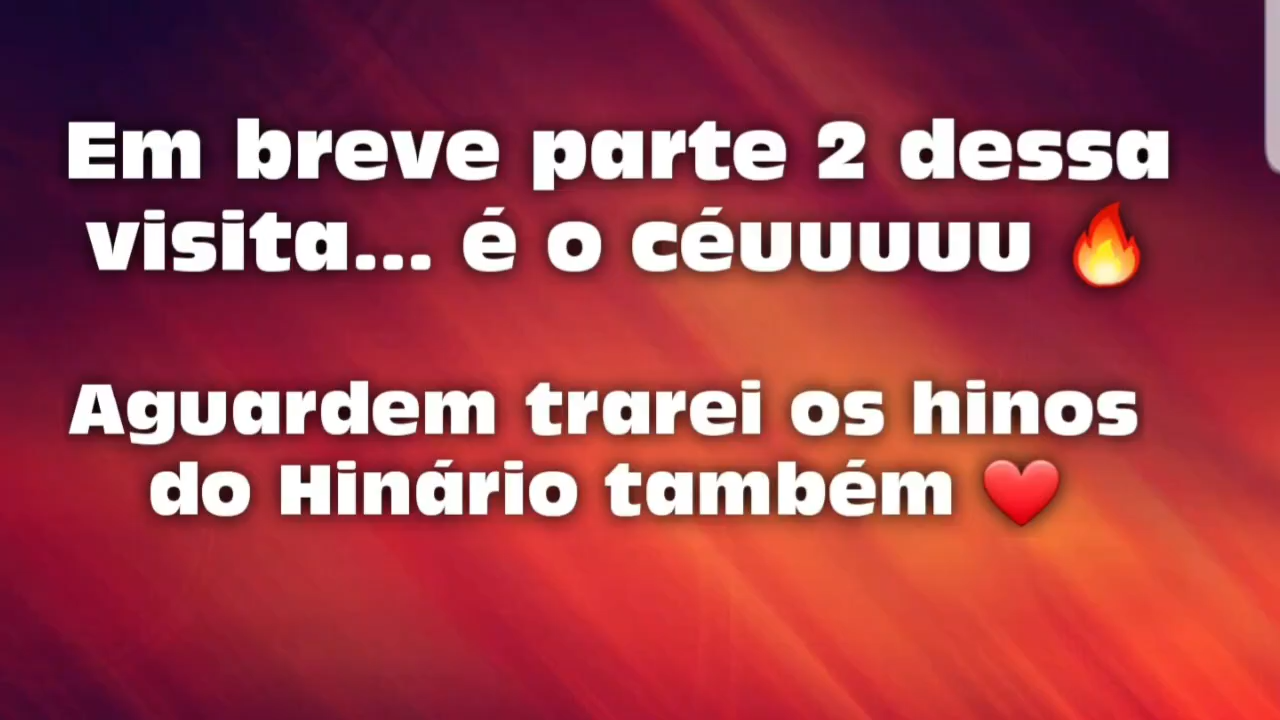 Em breve parte 2 dessa
visita... é o céuuuuu 🔥
Aguardem trarei os hinos
do Hinário também ❤️